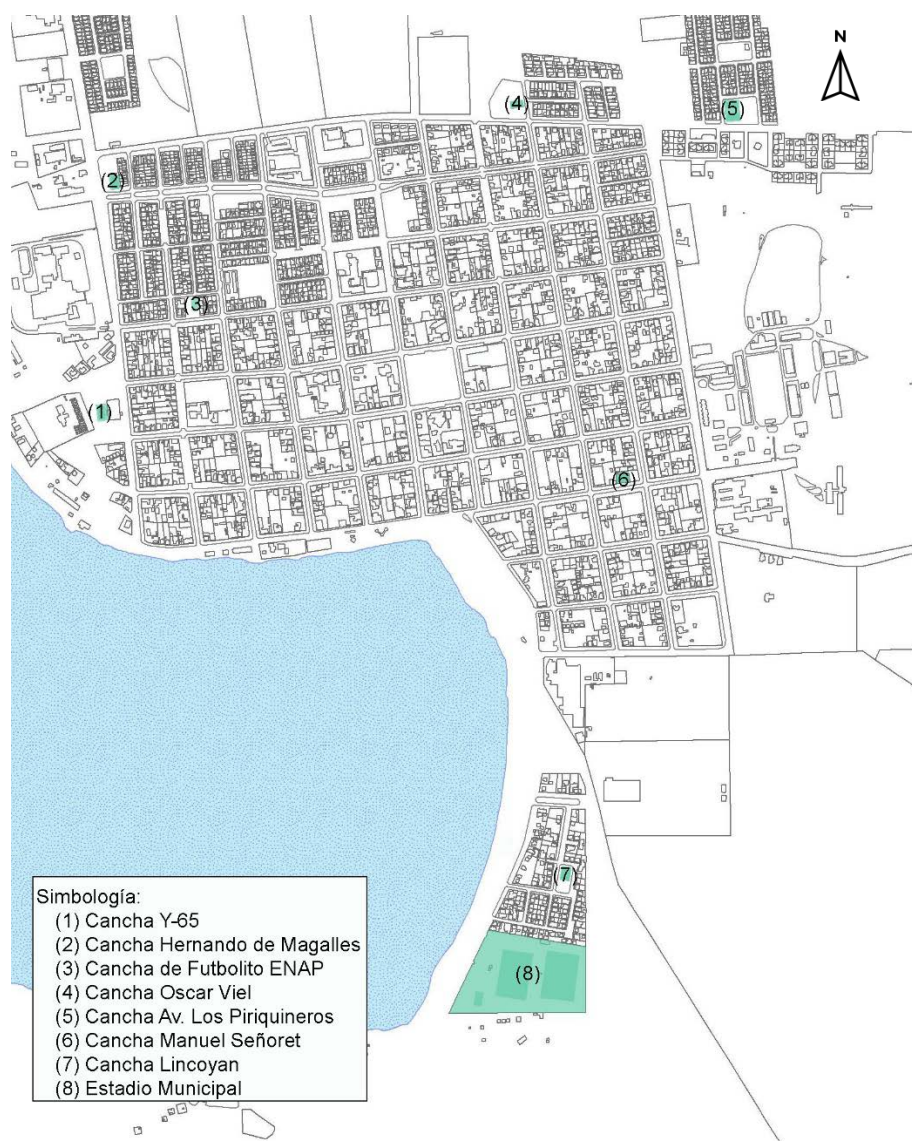 N
(4)
(5)
(2)
(3)
(1)
(6)
(7)
(8)
Simbología:
(1) Cancha Y-65
(2) Cancha Hernando de Magalles
(3) Cancha de Futbolito ENAP
(4) Cancha Oscar Viel
(5) Cancha Av. Los Piriquineros
(6) Cancha Manuel Señoret
(7) Cancha Lincoyan
(8) Estadio Municipal